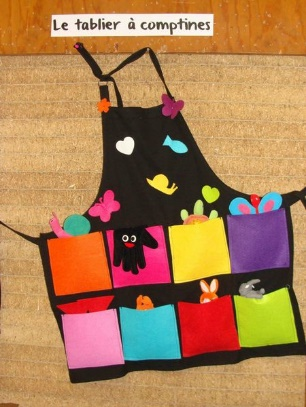 Le tablier à comptines